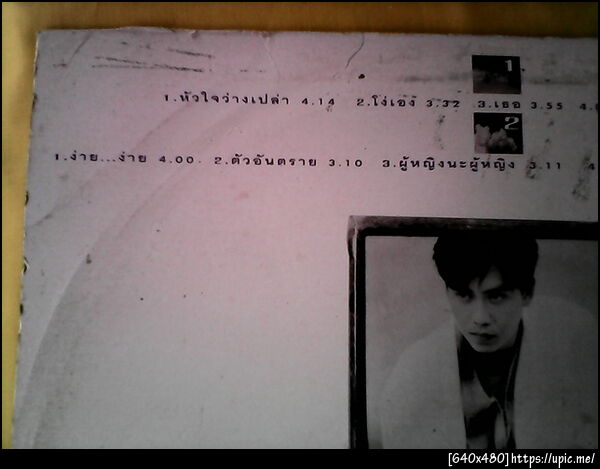 1
1.หัวใจว่างเปล่า 4.14 2.โง่เอง 3.32 3.เธอ 3.55 4.
2
1.ง่าย...ง่าย 4.00 2.ตัวอันตราย 3.10 3.ผู้หญิงนะผู้หญิง 3.11 4
[640x480]https://upic.me/